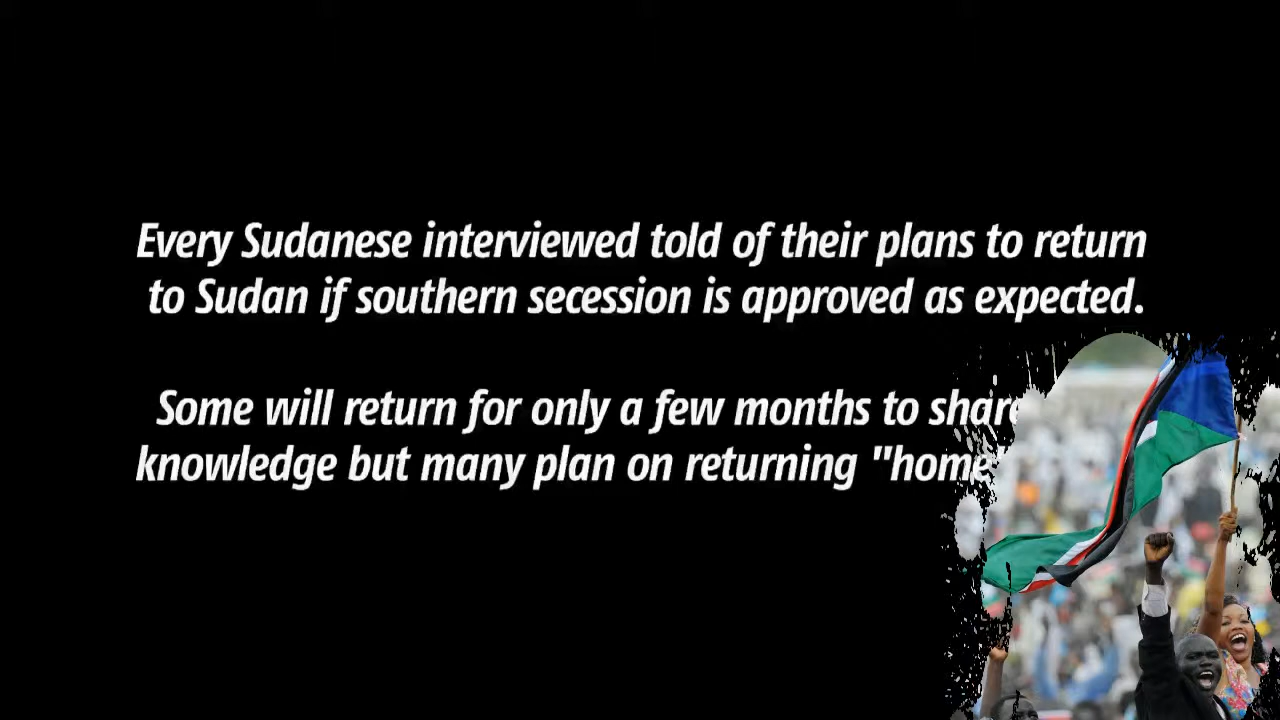 Every Sudanese interviewed told of their plans to return
to Sudan if southern secession is approved as expected.
Some will return for only a few months to share
knowledge but many plan on returning "home